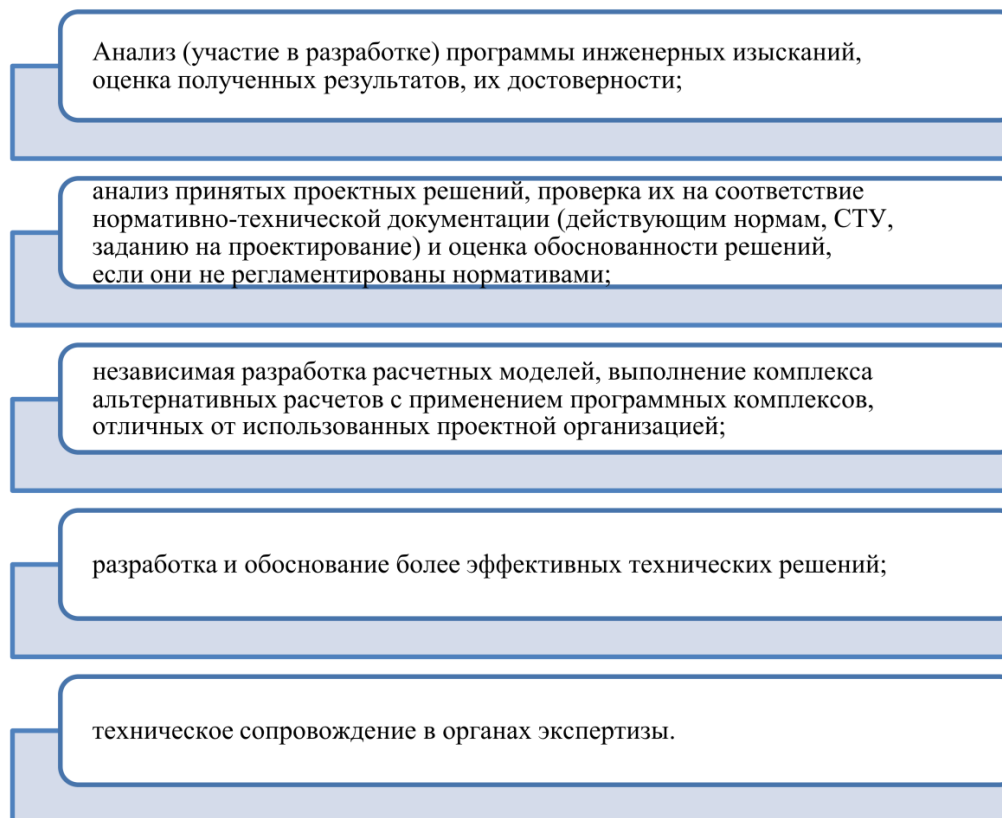 Анализ (участие в разработке) программы инженерных изысканий,
оценка полученных результатов, их достоверности;
анализ принятых проектных решений, проверка их на соответствие
нормативно-технической документации (действующим нормам, СТУ,
заданию на проектирование) и оценка обоснованности решений,
если они не регламентированы нормативами;
независимая разработка расчетных моделей, выполнение комплекса
альтернативных расчетов с применением программных комплексов,
отличных от использованных проектной организацией;
разработка и обоснование более эффективных технических решений;
техническое сопровождение в органах экспертизы.